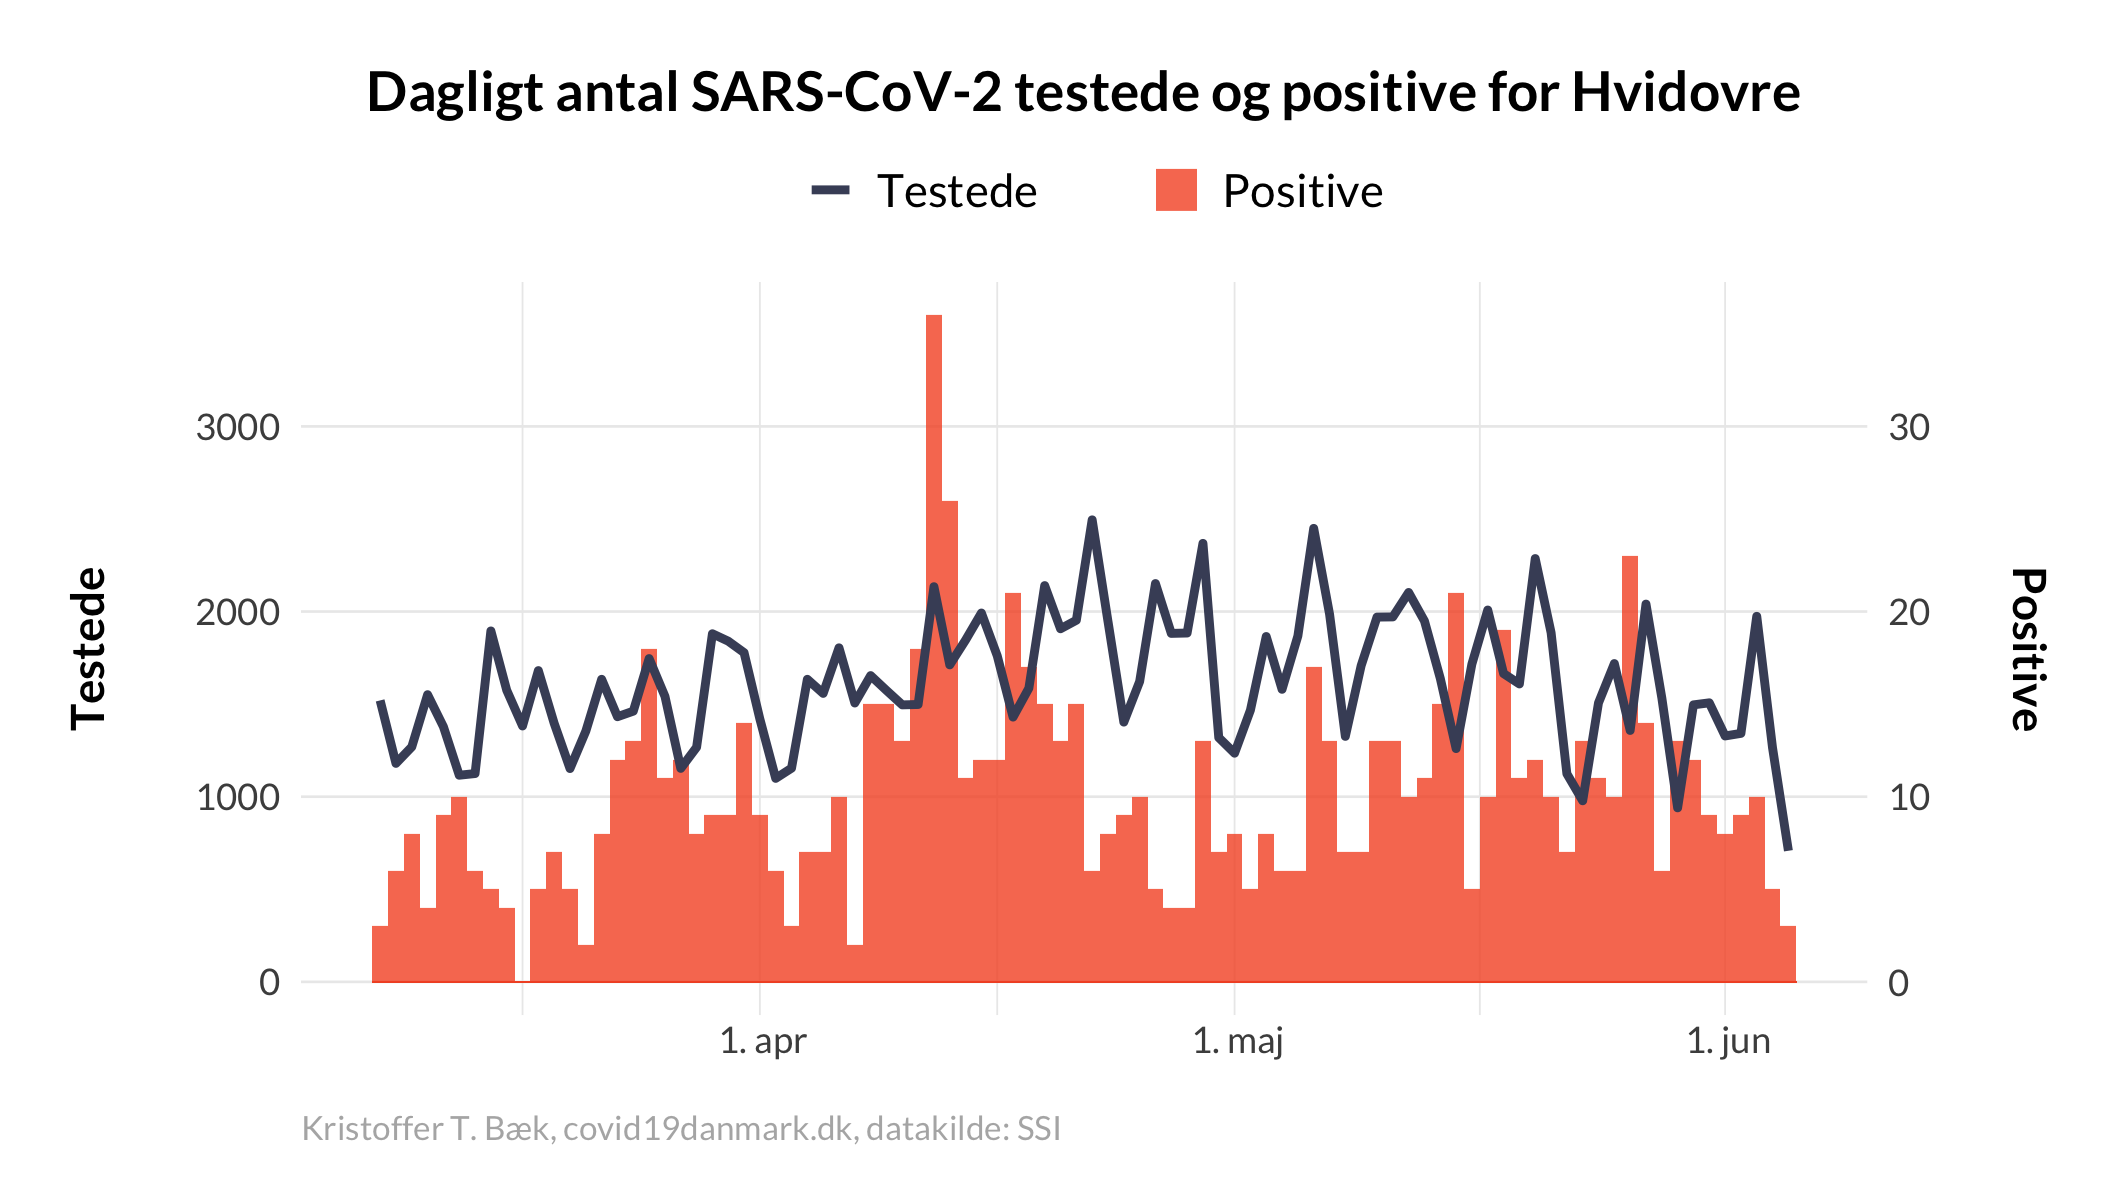 Dagligt antal SARS-CoV-2 testede og positive for Hvidovre
Testede
Positive
3000
2000
1000
0
Testede
30
20
10
0
Positive
1. apr
1. maj
1. jun
Kristoffer T. Bæk, covid19danmark.dk, datakilde: SSI